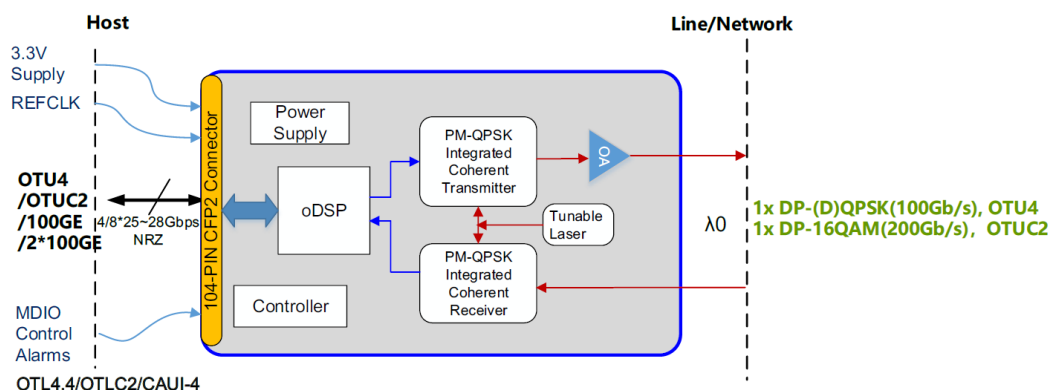 Host
Line/Network
3.3V
Supply
REFCLK
OTU4
/OTUC2
/100GE
/2*100GE
4/8*25~28Gbps
NRZ
MDIO
Control
Alarms
OTL4.4/OTLC2/CAUI-4
104-PIN CFP2 Connector
Power
Supply
oDSP
Controller
PM-QPSK
Integrated
Coherent
Transmitter
OA
Tunable
Laser
PM-QPSK
Integrated
Coherent
Receiver
λ0
1x DP-(D)QPSK(100Gb/s), OTU4
1x DP-16QAM(200Gb/s), OTUC2